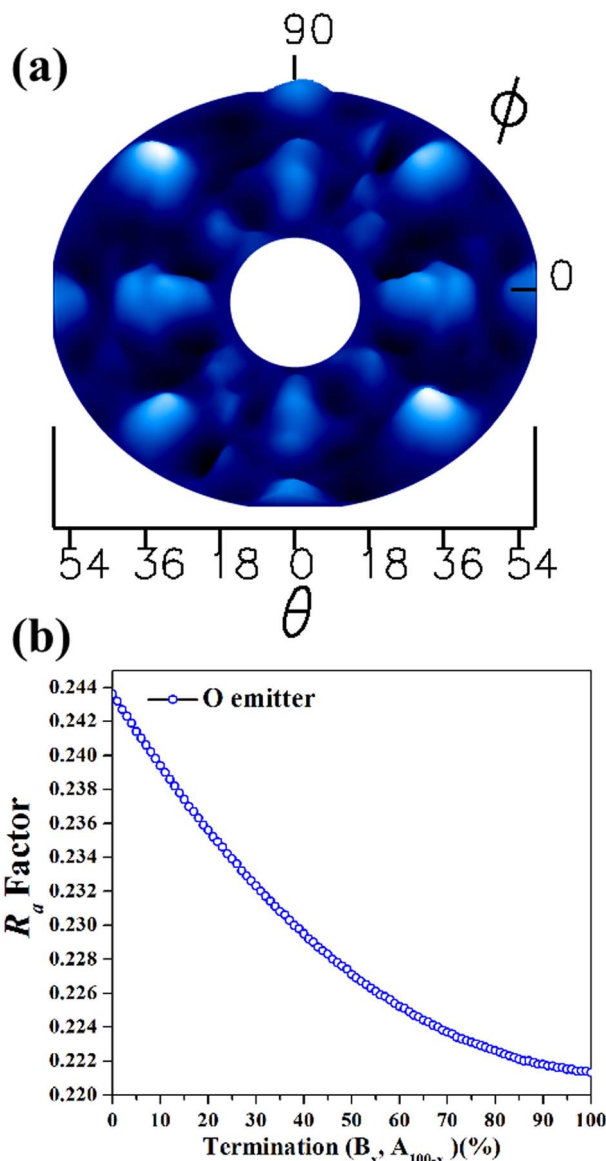 90
(a)
ϕ
0
54 36 18 0 18 36 54
θ
(b)
0.244
0.242
0.240
0.238
0.236
0.234
0.232
0.230
0.228
0.226
0.224
0.222
0.220
O emitter
Rₐ Factor
0 10 20 30 40 50 60 70 80 90 100
Termination (Bₓ, A₁₀₀₋ₓ )(%)